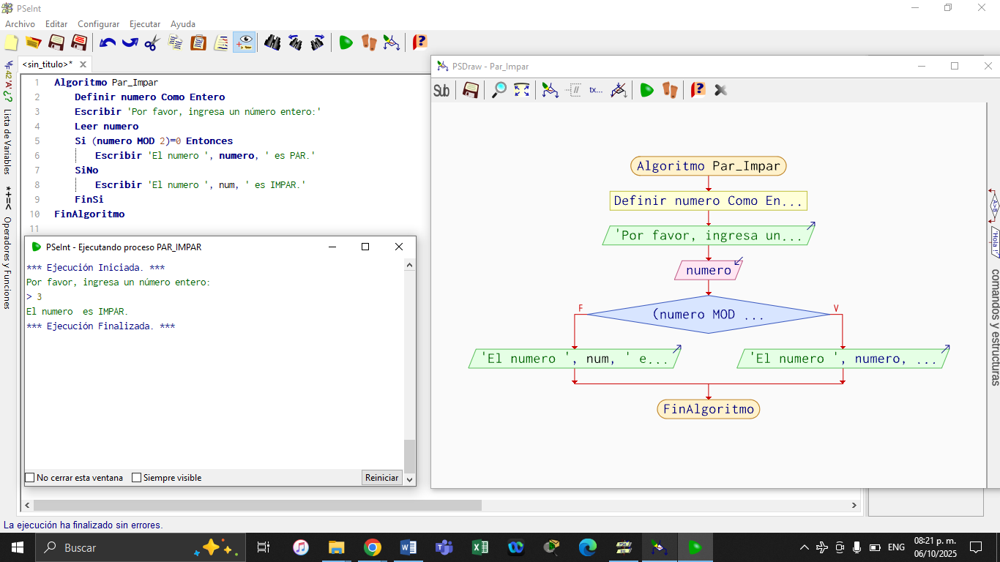 PSeInt
Archivo Editar Configurar Ejecutar Ayuda
<sin_titulo>* X
Lista de Variables
Operadores y Funciones
1 Algoritmo Par_Impar
2 Definir numero Como Entero
3 Escribir 'Por favor, ingresa un número entero:'
4 Leer numero
5 Si (numero MOD 2)=0 Entonces
6 Escribir 'El numero ', numero, ' es PAR.'
7 SiNo
8 Escribir 'El numero ', num, ' es IMPAR.'
9 FinSi
10 FinAlgoritmo
11
PSeInt - Ejecutando proceso PAR_IMPAR
*** Ejecución Iniciada. ***
Por favor, ingresa un número entero:
> 3
El numero  es IMPAR.
*** Ejecución Finalizada. ***
No cerrar esta ventana Siempre visible Reiniciar
PSDraw - Par_Impar
Sub tx...
Algoritmo Par_Impar
Definir numero Como En...
'Por favor, ingresa un...
numero
F (numero MOD ... V
'El numero ', num, ' e... 'El numero ', numero, ...
FinAlgoritmo
A>B
'Hola !'
comandos y estructuras
La ejecución ha finalizado sin errores.
Buscar
ENG
08:21 p. m.
06/10/2025